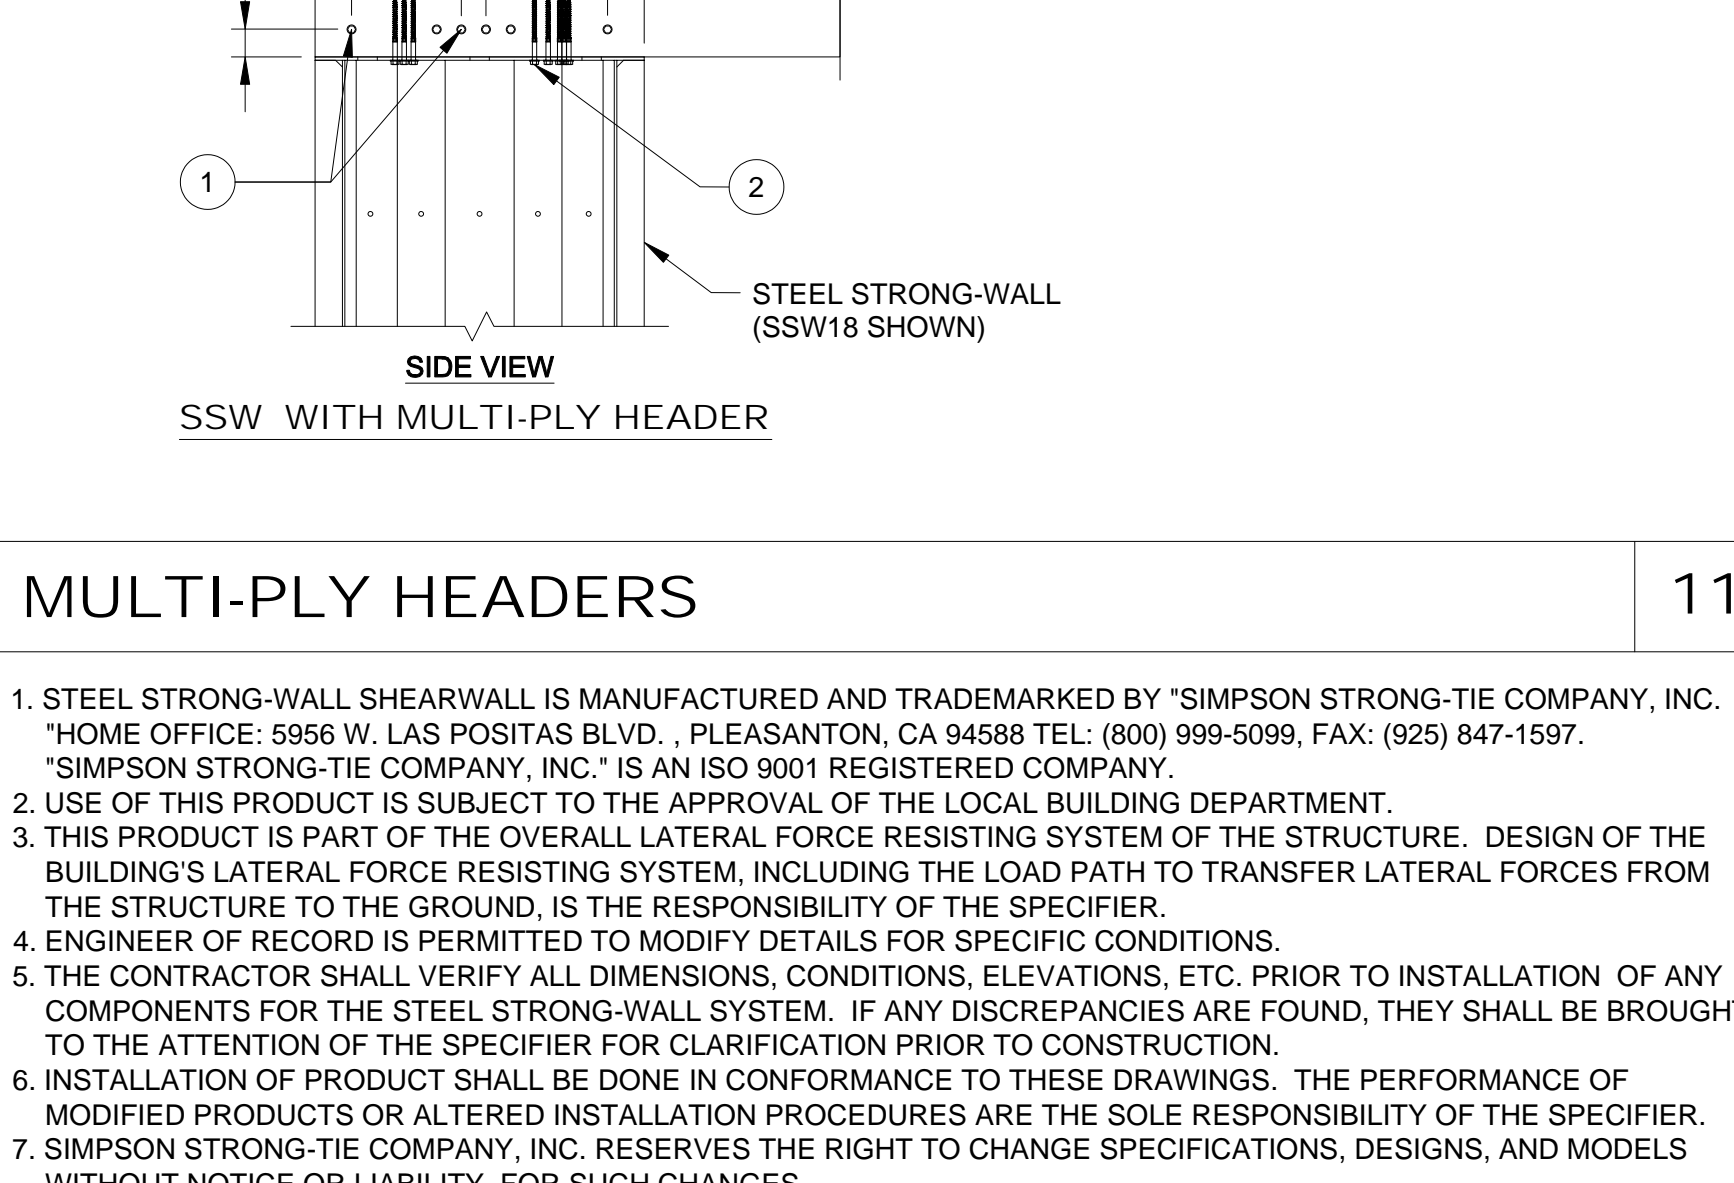 1
2
STEEL STRONG-WALL
(SSW18 SHOWN)
SIDE VIEW
SSW WITH MULTI-PLY HEADER
MULTI-PLY HEADERS
11
1. STEEL STRONG-WALL SHEARWALL IS MANUFACTURED AND TRADEMARKED BY "SIMPSON STRONG-TIE COMPANY, INC.
"HOME OFFICE: 5956 W. LAS POSITAS BLVD. , PLEASANTON, CA 94588 TEL: (800) 999-5099, FAX: (925) 847-1597.
"SIMPSON STRONG-TIE COMPANY, INC." IS AN ISO 9001 REGISTERED COMPANY.
2. USE OF THIS PRODUCT IS SUBJECT TO THE APPROVAL OF THE LOCAL BUILDING DEPARTMENT.
3. THIS PRODUCT IS PART OF THE OVERALL LATERAL FORCE RESISTING SYSTEM OF THE STRUCTURE. DESIGN OF THE
BUILDING'S LATERAL FORCE RESISTING SYSTEM, INCLUDING THE LOAD PATH TO TRANSFER LATERAL FORCES FROM
THE STRUCTURE TO THE GROUND, IS THE RESPONSIBILITY OF THE SPECIFIER.
4. ENGINEER OF RECORD IS PERMITTED TO MODIFY DETAILS FOR SPECIFIC CONDITIONS.
5. THE CONTRACTOR SHALL VERIFY ALL DIMENSIONS, CONDITIONS, ELEVATIONS, ETC. PRIOR TO INSTALLATION OF ANY
COMPONENTS FOR THE STEEL STRONG-WALL SYSTEM. IF ANY DISCREPANCIES ARE FOUND, THEY SHALL BE BROUGHT
TO THE ATTENTION OF THE SPECIFIER FOR CLARIFICATION PRIOR TO CONSTRUCTION.
6. INSTALLATION OF PRODUCT SHALL BE DONE IN CONFORMANCE TO THESE DRAWINGS. THE PERFORMANCE OF
MODIFIED PRODUCTS OR ALTERED INSTALLATION PROCEDURES ARE THE SOLE RESPONSIBILITY OF THE SPECIFIER.
7. SIMPSON STRONG-TIE COMPANY, INC. RESERVES THE RIGHT TO CHANGE SPECIFICATIONS, DESIGNS, AND MODELS
WITHOUT NOTICE OR LIABILITY FOR SUCH CHANGES.